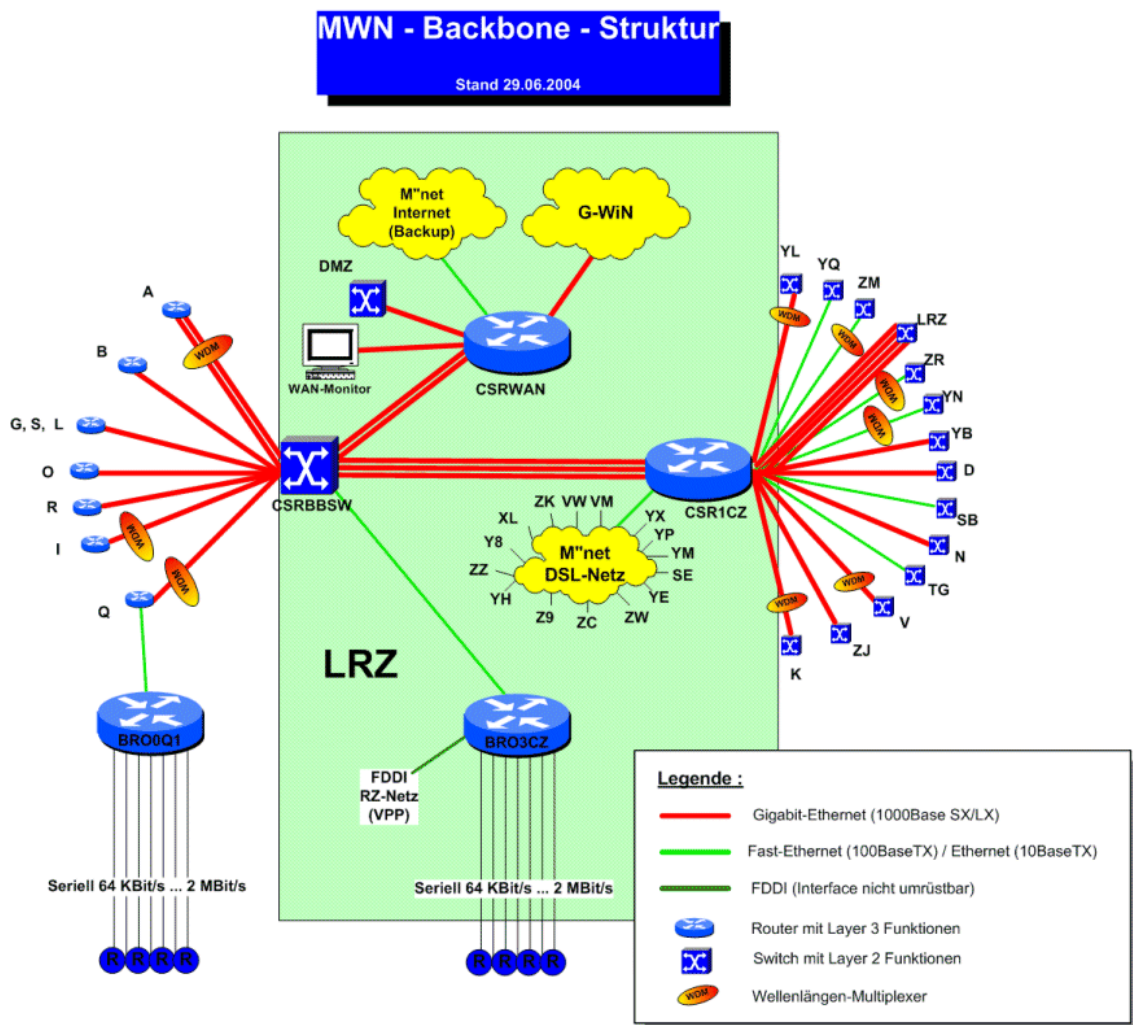 MWN - Backbone - Struktur
Stand 29.06.2004
M"net
Internet
(Backup)
G-WiN
DMZ
WAN-Monitor
CSRWAN
A
WDM
B
G, S, L
O
R
I
WDM
Q
WDM
CSRBBSW
CSR1CZ
YL
WDM
YQ
ZM
WDM
LRZ
ZR
WDM
YN
WDM
YB
D
SB
N
TG
V
WDM
ZJ
K
WDM
XL
ZK
VW
VM
YX
YP
YM
SE
YE
ZW
ZC
Z9
YH
ZZ
Y8
M"net
DSL-Netz
LRZ
BRO0Q1
BRO3CZ
FDDI
RZ-Netz
(VPP)
Seriell 64 KBit/s ... 2 MBit/s
Seriell 64 KBit/s ... 2 MBit/s
R R R R
R R R R
Legende :
Gigabit-Ethernet (1000Base SX/LX)
Fast-Ethernet (100BaseTX) / Ethernet (10BaseTX)
FDDI (Interface nicht umrüstbar)
Router mit Layer 3 Funktionen
Switch mit Layer 2 Funktionen
WDM
Wellenlängen-Multiplexer